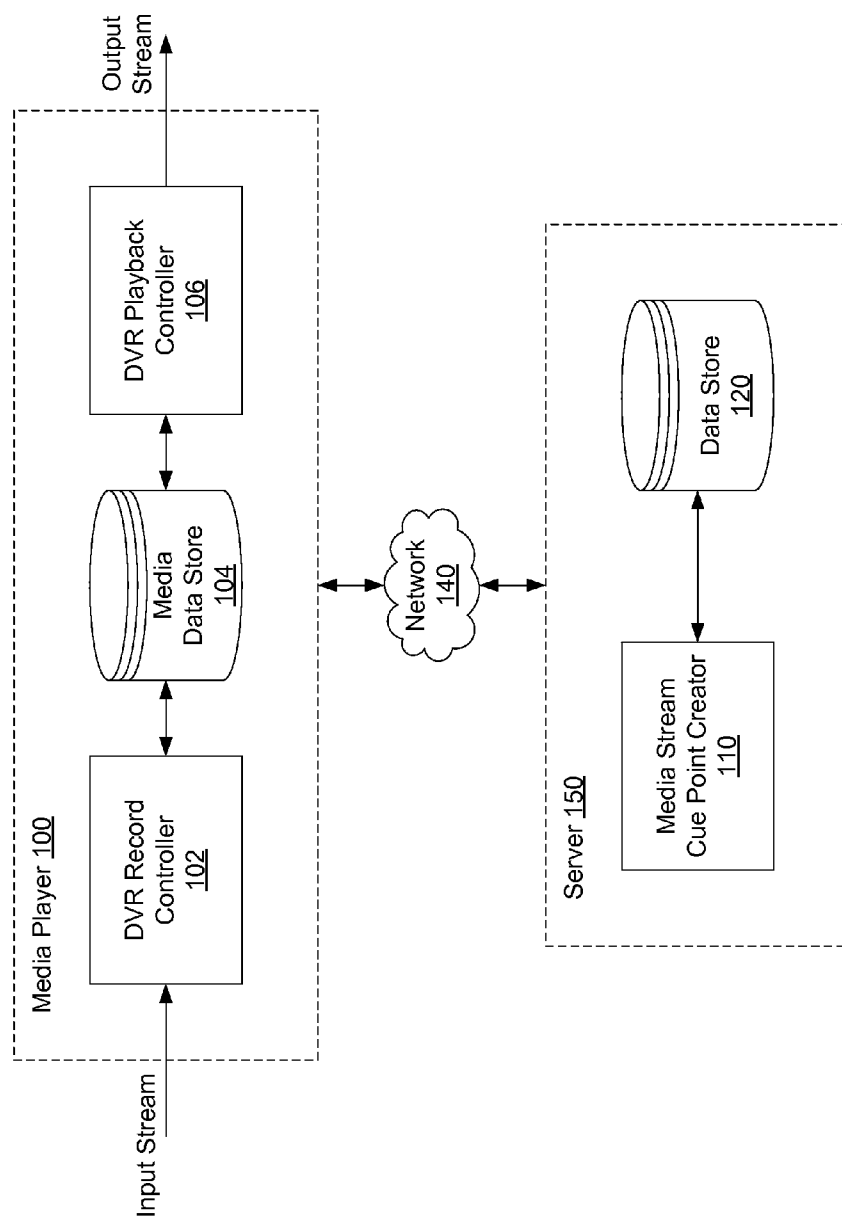 Media Player 100
Input Stream
DVR Record
Controller
102
Media
Data Store
104
DVR Playback
Controller
106
Output
Stream
Network
140
Server 150
Media Stream
Cue Point Creator
110
Data Store
120